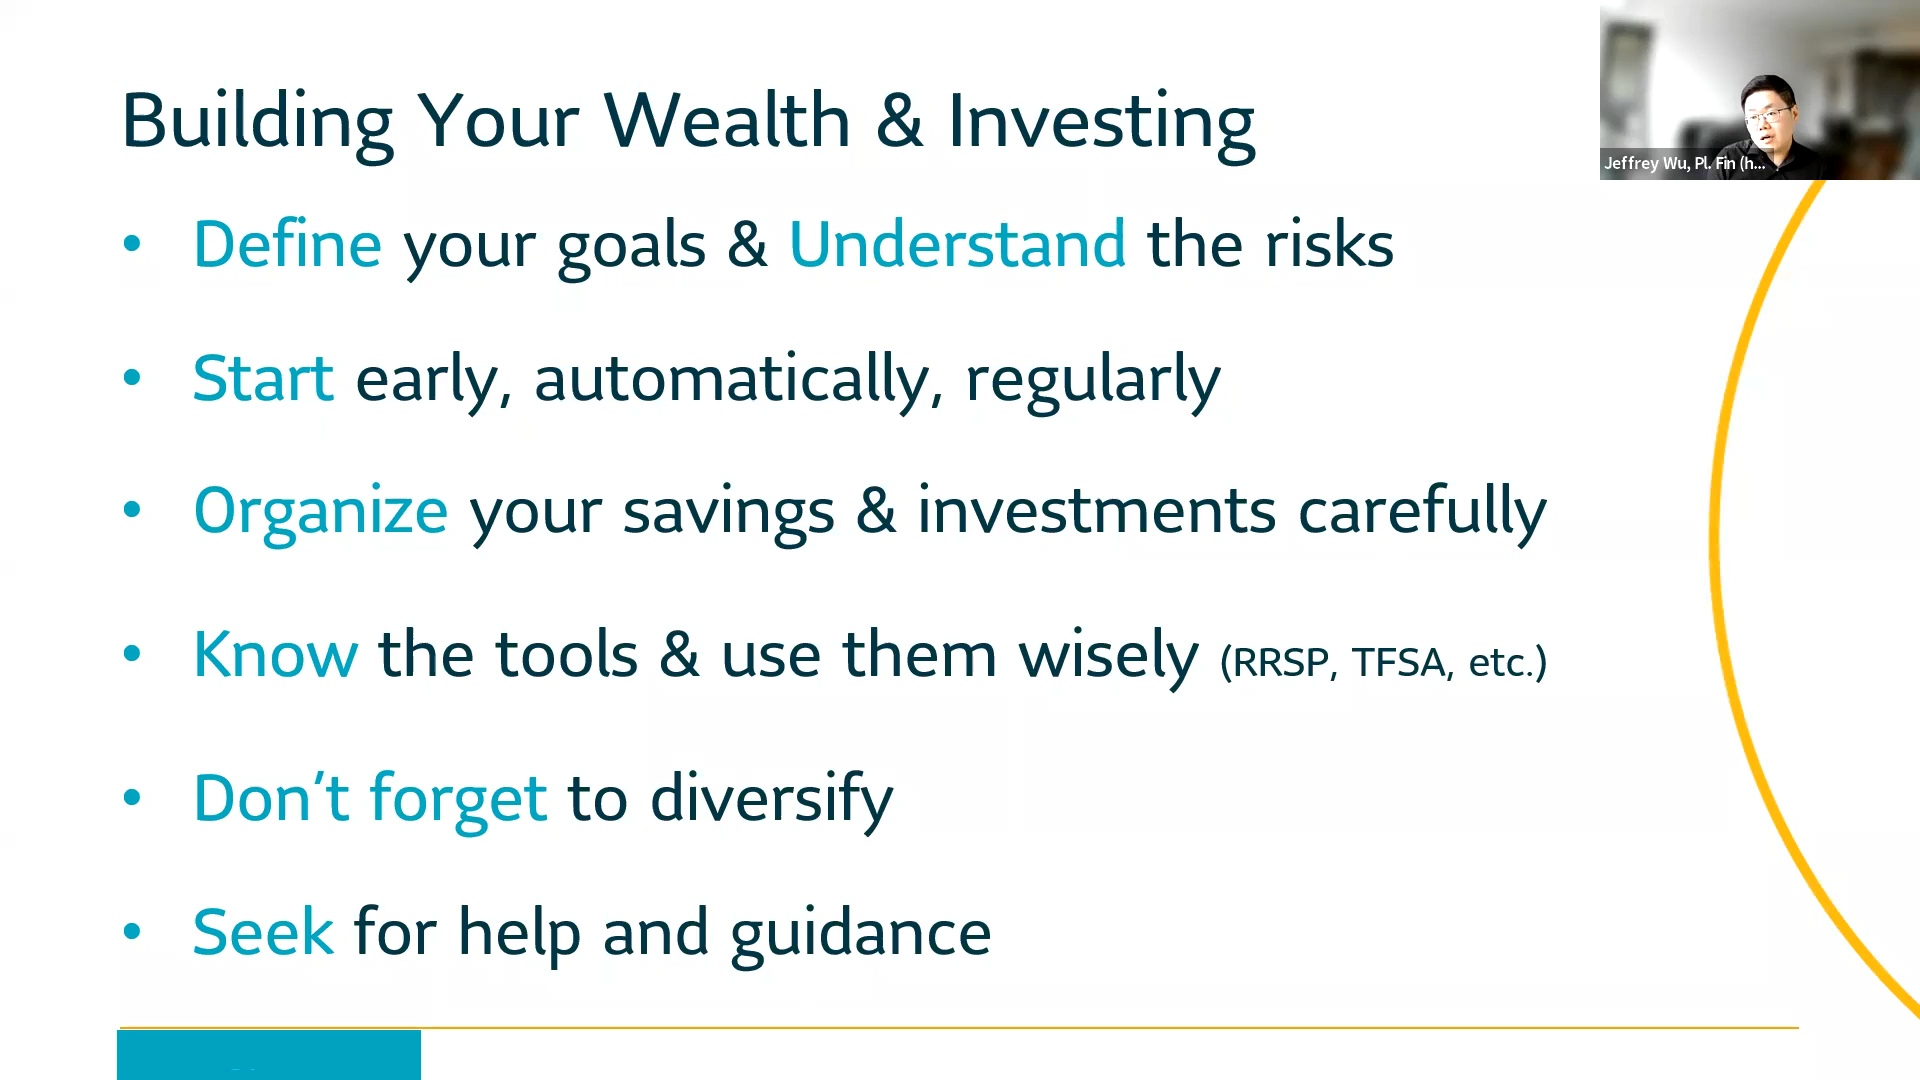 Building Your Wealth & Investing
Jeffrey Wu, Pl. Fin (h...
• Define your goals & Understand the risks
• Start early, automatically, regularly
• Organize your savings & investments carefully
• Know the tools & use them wisely (RRSP, TFSA, etc.)
• Don't forget to diversify
• Seek for help and guidance